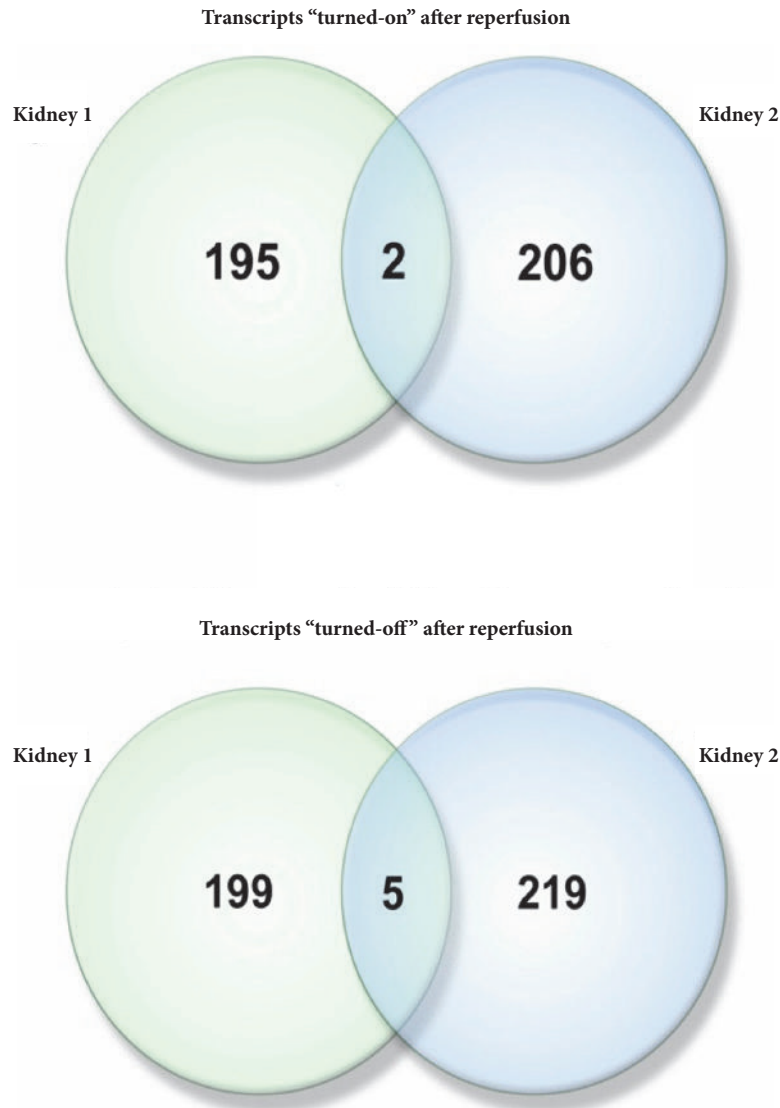 Transcripts “turned-on” after reperfusion
Kidney 1
Kidney 2
195
2
206
Transcripts “turned-off” after reperfusion
Kidney 1
Kidney 2
199
5
219